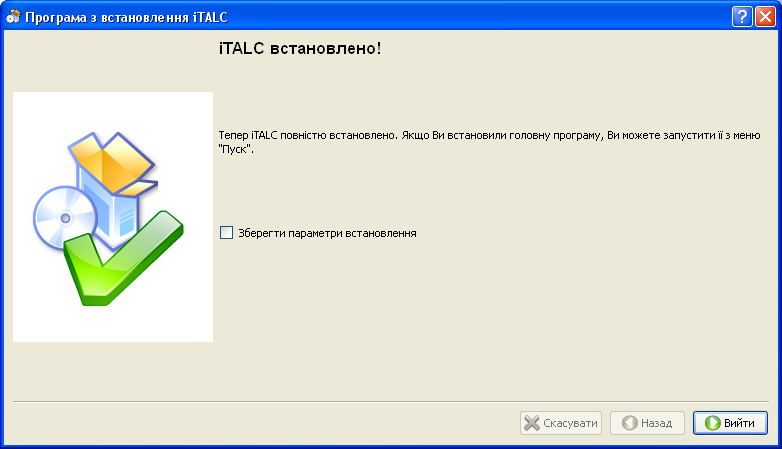 Програма з встановлення iTALC
iTALC встановлено!
Тепер iTALC повністю встановлено. Якщо Ви встановили головну програму, Ви можете запустити її з меню
"Пуск".
Зберегти параметри встановлення
Скасувати
Назад
Вийти